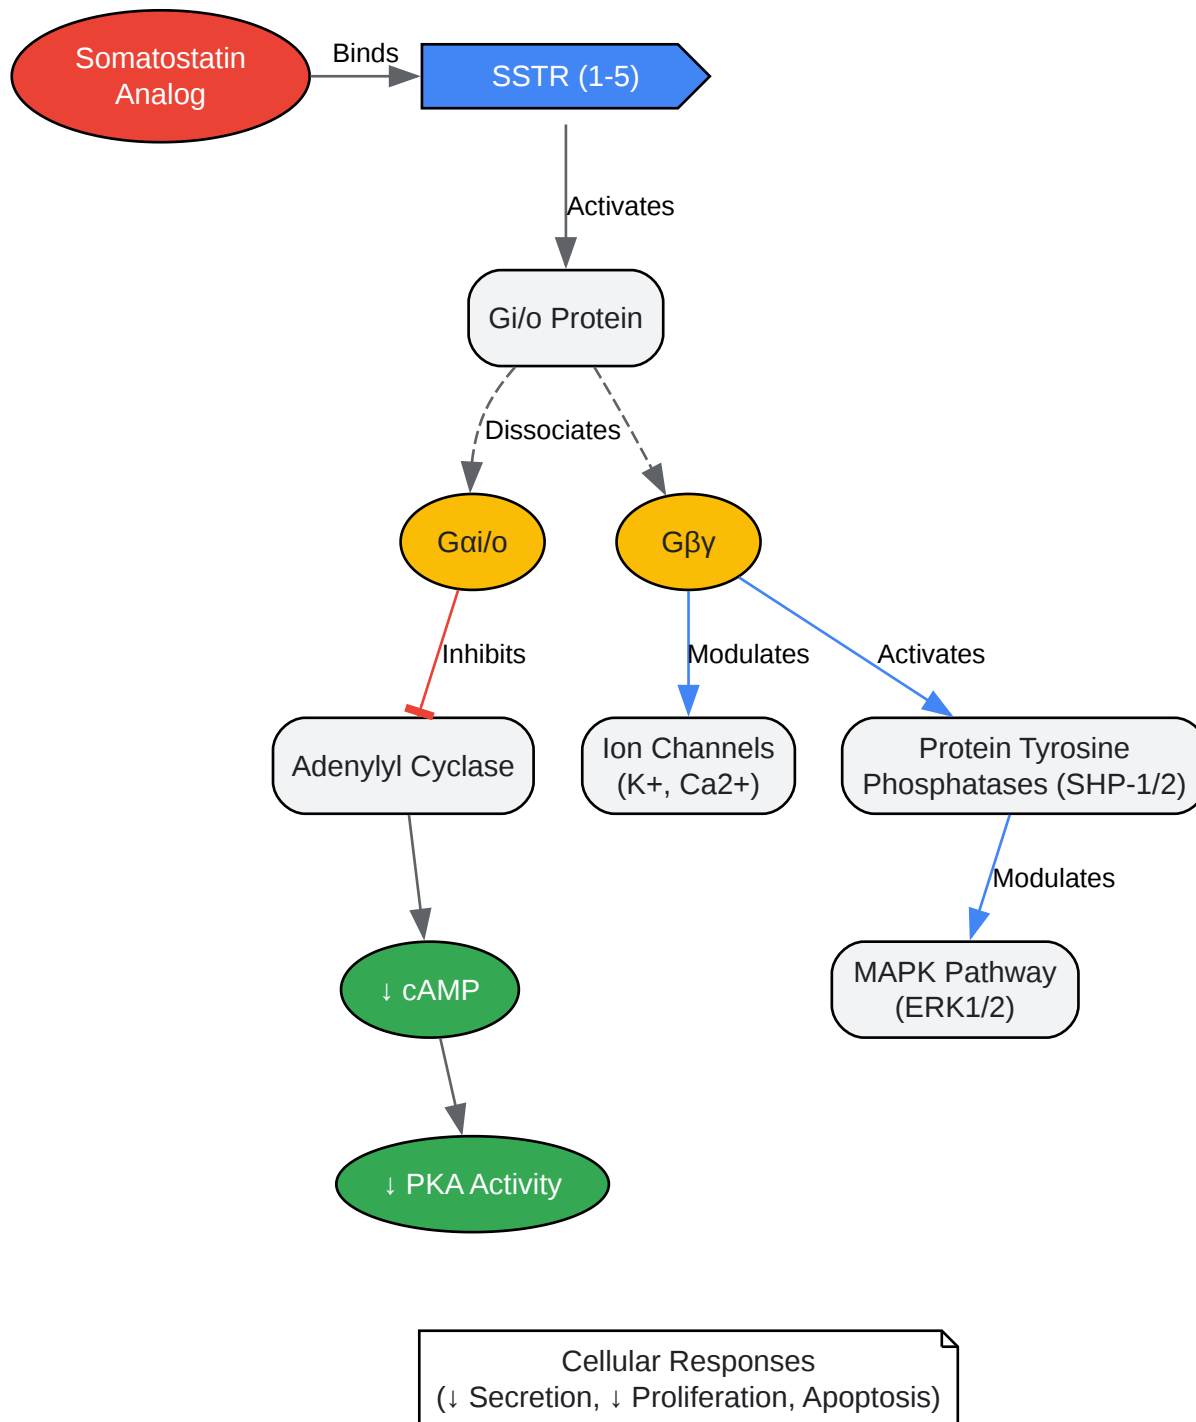 Somatostatin
Analog
Binds
SSTR (1-5)
Activates
Gi/o Protein
Dissociates
Gαi/o
Gβγ
Inhibits
Modulates
Activates
Adenylyl Cyclase
Ion Channels
(K+, Ca2+)
Protein Tyrosine
Phosphatases (SHP-1/2)
Modulates
↓ cAMP
MAPK Pathway
(ERK1/2)
↓ PKA Activity
Cellular Responses
(↓ Secretion, ↓ Proliferation, Apoptosis)